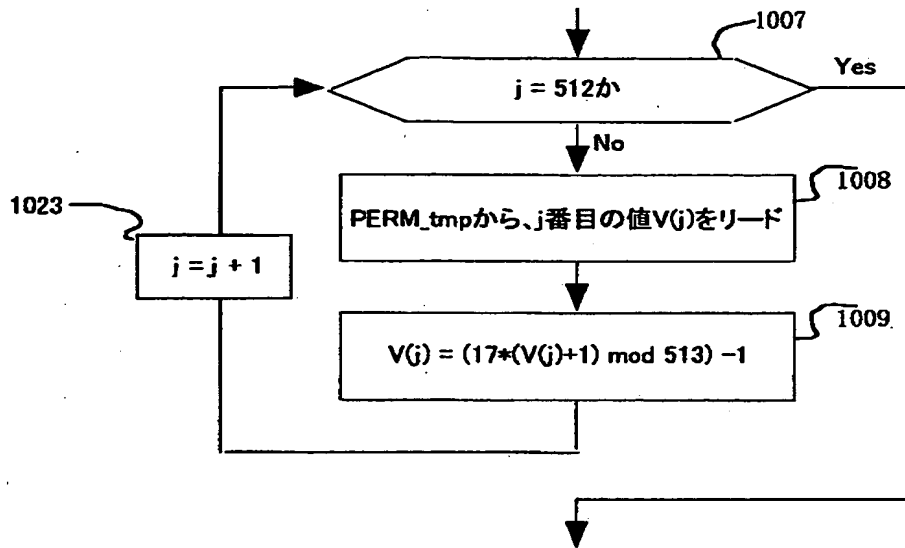 1007
j = 512か
Yes
No
1008
PERM_tmpから、j番目の値V(j)をリード
1023
j = j + 1
1009
V(j) = (17*(V(j)+1) mod 513) −1